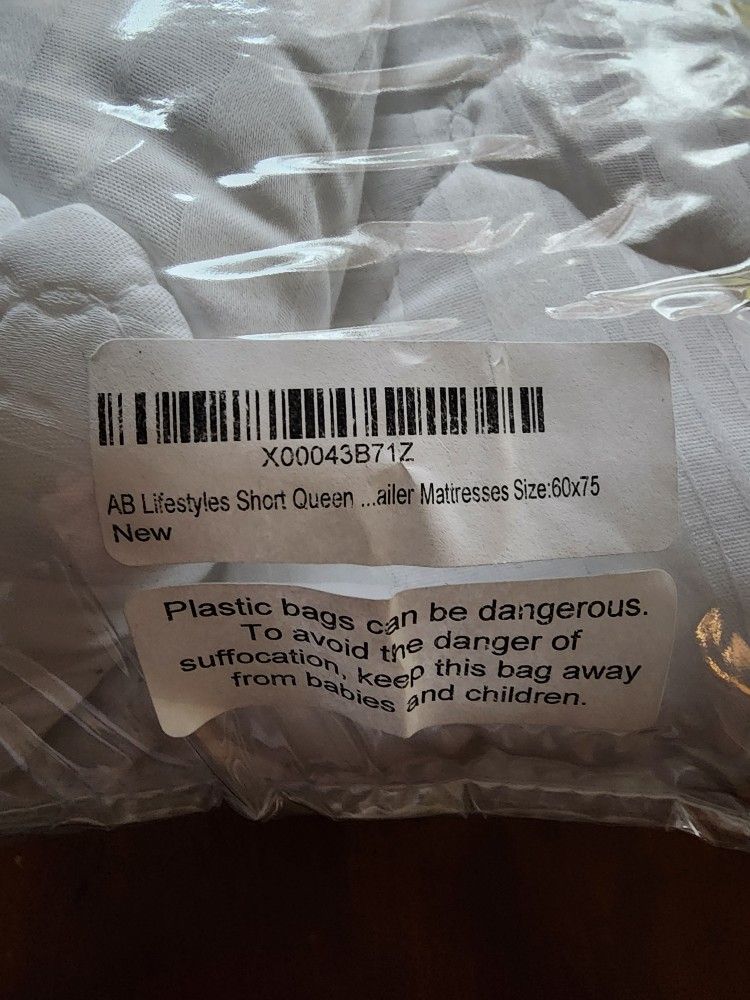 X00043B71Z
AB Lifestyles Short Queen ...ailer Mattresses Size:60x75
New
Plastic bags can be dangerous.
To avoid the danger of
suffocation, keep this bag away
from babies and children.